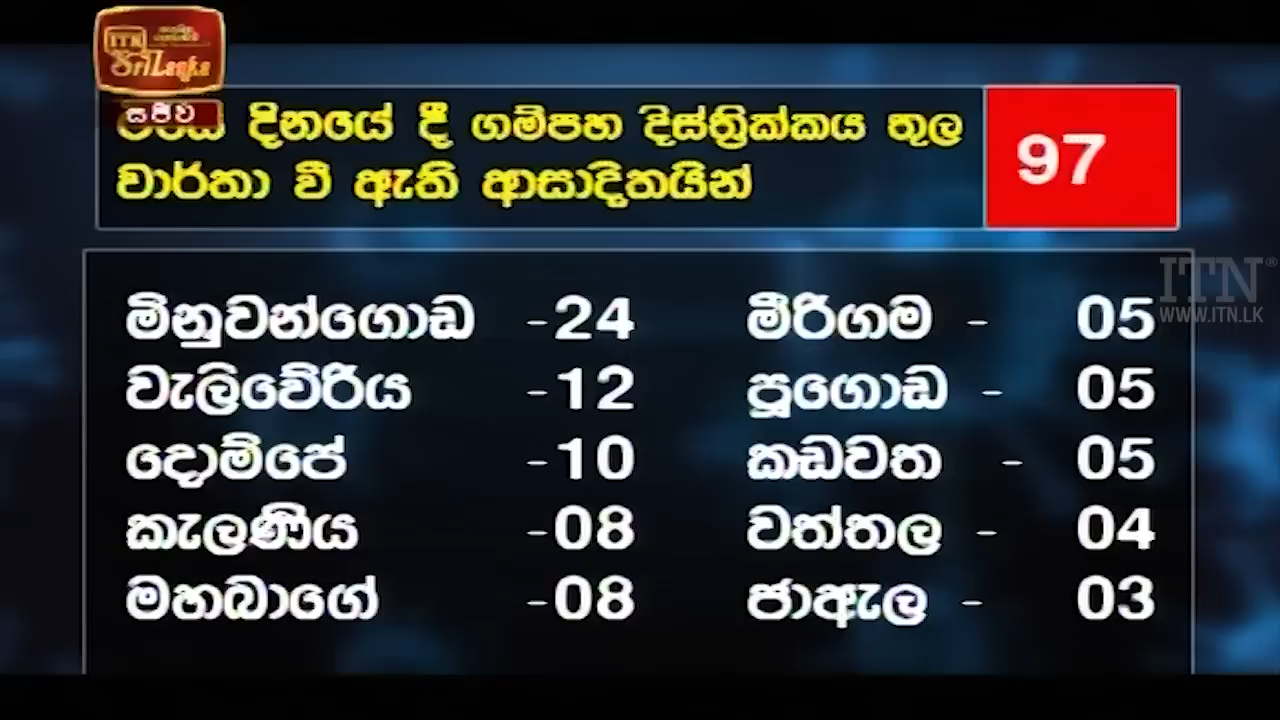 ITN
SriLanka
සජීව
දිනයේ දී ගම්පහ දිස්ත්‍රික්කය තුල
වාර්තා වී ඇති ආසාදිතයින්
97
ITN®
WWW.ITN.LK
මිනුවන්ගොඩ -24
වැලිවේරිය -12
දොම්පේ -10
කැලණිය -08
මහබාගේ -08
මීරිගම - 05
පූගොඩ - 05
කඩවත - 05
වත්තල - 04
ජාඇල - 03